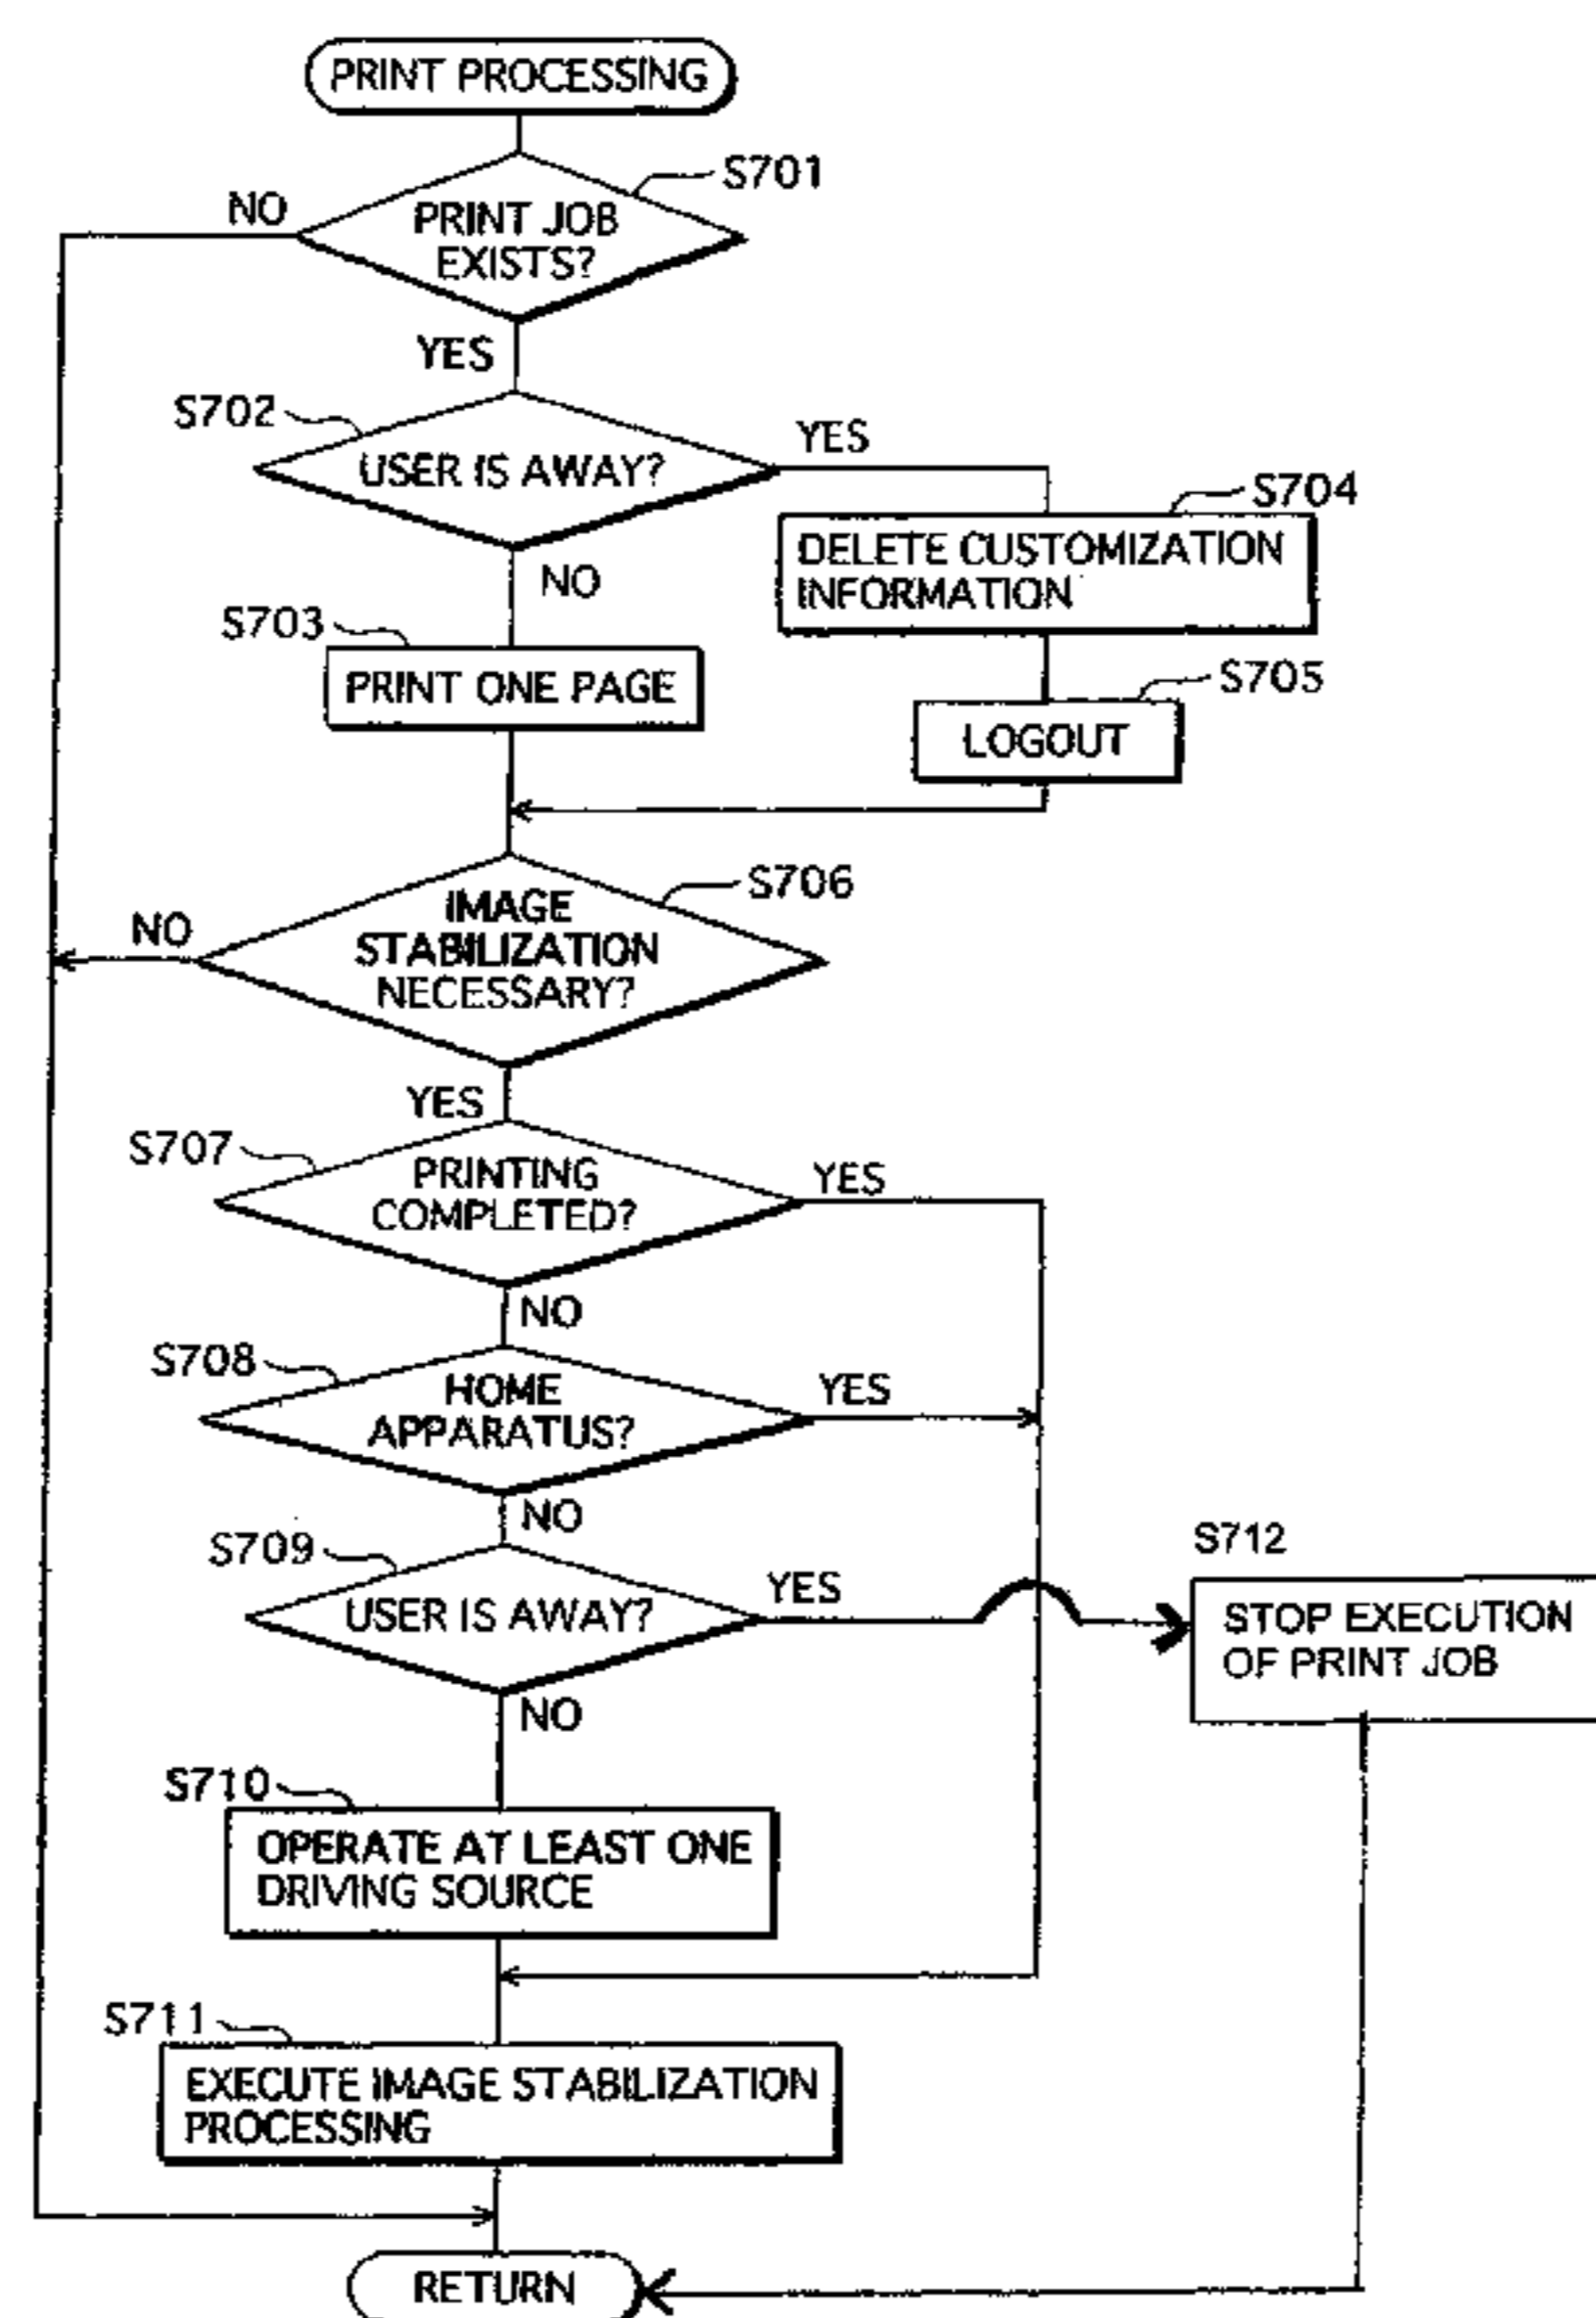 PRINT PROCESSING
S701
NO
PRINT JOB
EXISTS?
YES
S702
YES
USER IS AWAY?
S704
DELETE CUSTOMIZATION
INFORMATION
NO
S703
PRINT ONE PAGE
S705
LOGOUT
S706
NO
IMAGE
STABILIZATION
NECESSARY?
YES
S707
YES
PRINTING
COMPLETED?
NO
S708
YES
HOME
APPARATUS?
NO
S709
YES
USER IS AWAY?
S712
STOP EXECUTION
OF PRINT JOB
NO
S710
OPERATE AT LEAST ONE
DRIVING SOURCE
S711
EXECUTE IMAGE STABILIZATION
PROCESSING
RETURN